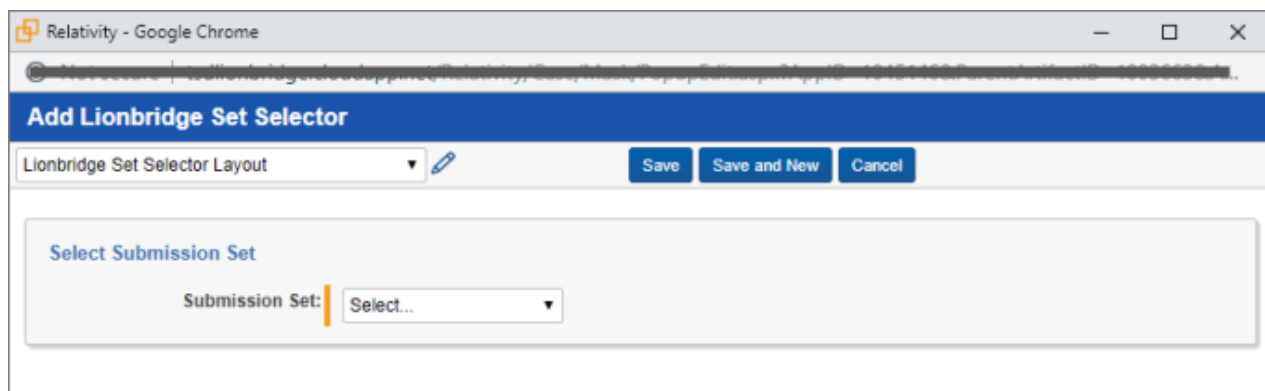 Relativity - Google Chrome
Add Lionbridge Set Selector
Lionbridge Set Selector Layout
Save Save and New Cancel
Select Submission Set
Submission Set: Select...